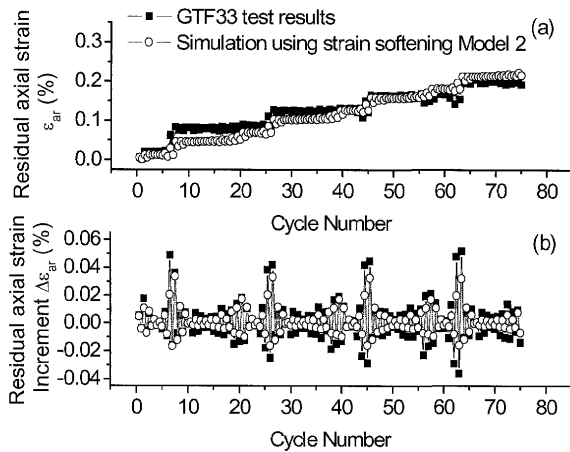 GTF33 test results
Simulation using strain softening Model 2
(a)
Residual axial strain
εar (%)
0.3
0.2
0.1
0.0
0 10 20 30 40 50 60 70 80
Cycle Number
(b)
Residual axial strain
Increment Δεar (%)
0.06
0.04
0.02
0.00
-0.02
-0.04
0 10 20 30 40 50 60 70 80
Cycle Number